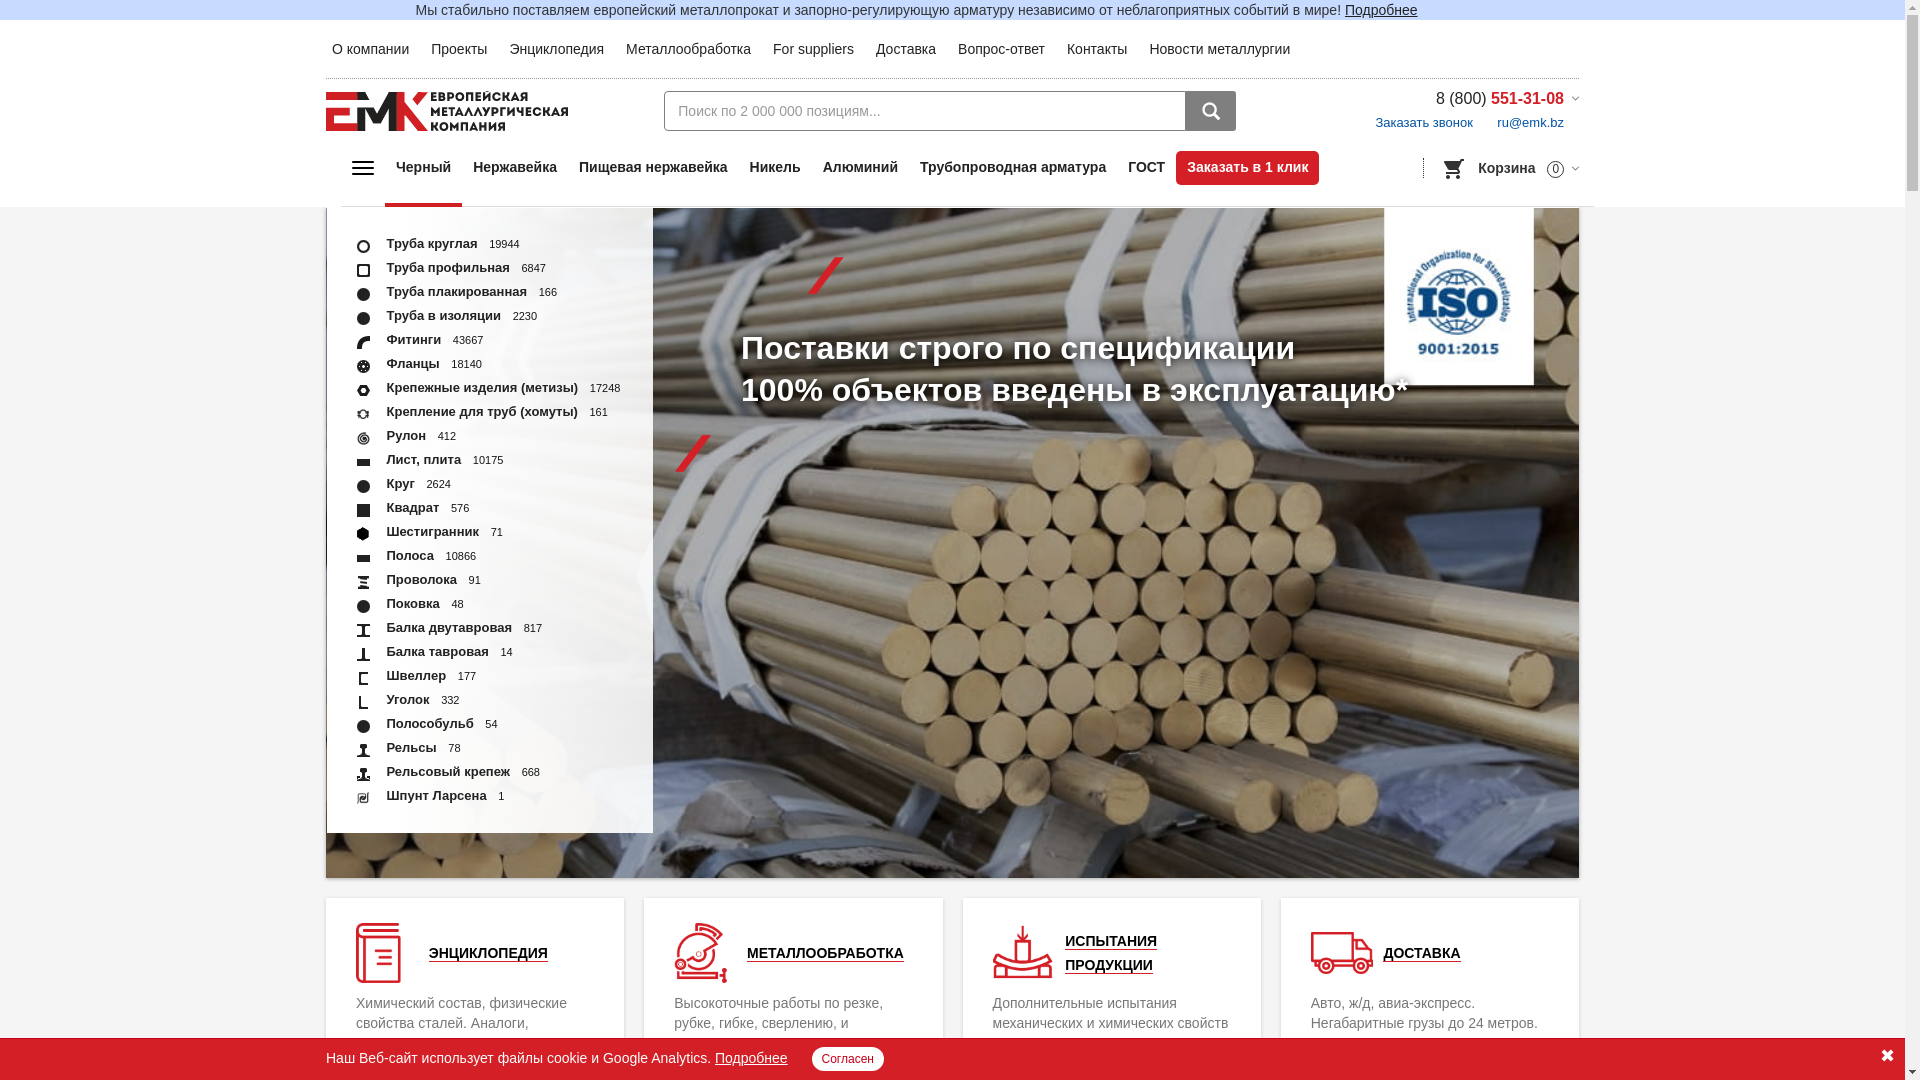 Мы стабильно поставляем европейский металлопрокат и запорно-регулирующую арматуру независимо от неблагоприятных событий в мире! Подробнее
О компании Проекты Энциклопедия Металлообработка For suppliers Доставка Вопрос-ответ Контакты Новости металлургии
ЕМК ЕВРОПЕЙСКАЯ
МЕТАЛЛУРГИЧЕСКАЯ
КОМПАНИЯ
Поиск по 2 000 000 позициям...
8 (800) 551-31-08
Заказать звонок ru@emk.bz
Черный Нержавейка Пищевая нержавейка Никель Алюминий Трубопроводная арматура ГОСТ Заказать в 1 клик
Корзина 0
Труба круглая 19944
Труба профильная 6847
Труба плакированная 166
Труба в изоляции 2230
Фитинги 43667
Фланцы 18140
Крепежные изделия (метизы) 17248
Крепление для труб (хомуты) 161
Рулон 412
Лист, плита 10175
Круг 2624
Квадрат 576
Шестигранник 71
Полоса 10866
Проволока 91
Поковка 48
Балка двутавровая 817
Балка тавровая 14
Швеллер 177
Уголок 332
Полособульб 54
Рельсы 78
Рельсовый крепеж 668
Шпунт Ларсена 1
International Organization for Standardization
ISO
9001:2015
Поставки строго по спецификации
100% объектов введены в эксплуатацию*
ЭНЦИКЛОПЕДИЯ
Химический состав, физические
свойства сталей. Аналоги,
МЕТАЛЛООБРАБОТКА
Высокоточные работы по резке,
рубке, гибке, сверлению, и
ИСПЫТАНИЯ
ПРОДУКЦИИ
Дополнительные испытания
механических и химических свойств
ДОСТАВКА
Авто, ж/д, авиа-экспресс.
Негабаритные грузы до 24 метров.
Наш Веб-сайт использует файлы cookie и Google Analytics. Подробнее Согласен